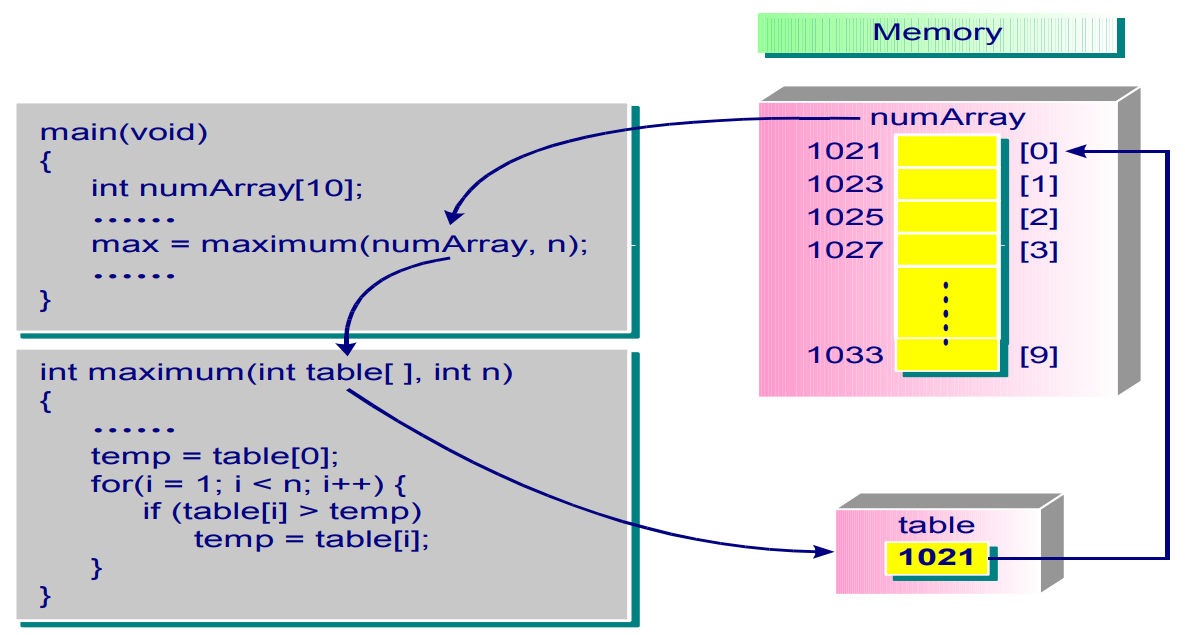 Memory
main(void)
{
int numArray[10];
......
max = maximum(numArray, n);
......
}
int maximum(int table[ ], int n)
{
......
temp = table[0];
for(i = 1; i < n; i++) {
if (table[i] > temp)
temp = table[i];
}
}
numArray
1021 [0]
1023 [1]
1025 [2]
1027 [3]
1033 [9]
table
1021